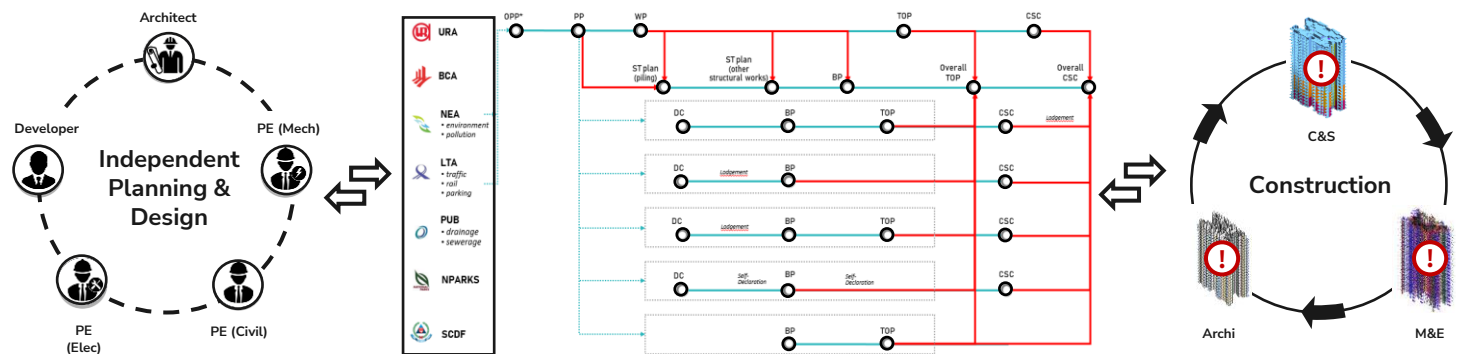 Architect
Developer
PE (Mech)
Independent
Planning &
Design
PE
(Elec)
PE (Civil)
URA
BCA
NEA
• environment
• pollution
LTA
• traffic
• rail
• parking
PUB
• drainage
• sewerage
NPARKS
SCDF
OPP*
PP
WP
TOP
CSC
ST plan
(piling)
ST plan
(other
structural works)
BP
Overall
TOP
Overall
CSC
DC
BP
TOP
CSC
Lodgement
DC
Lodgement
BP
CSC
DC
Lodgement
BP
TOP
CSC
DC
Self-
Declaration
BP
Self-
Declaration
CSC
BP
TOP
C&S
Construction
Archi
M&E